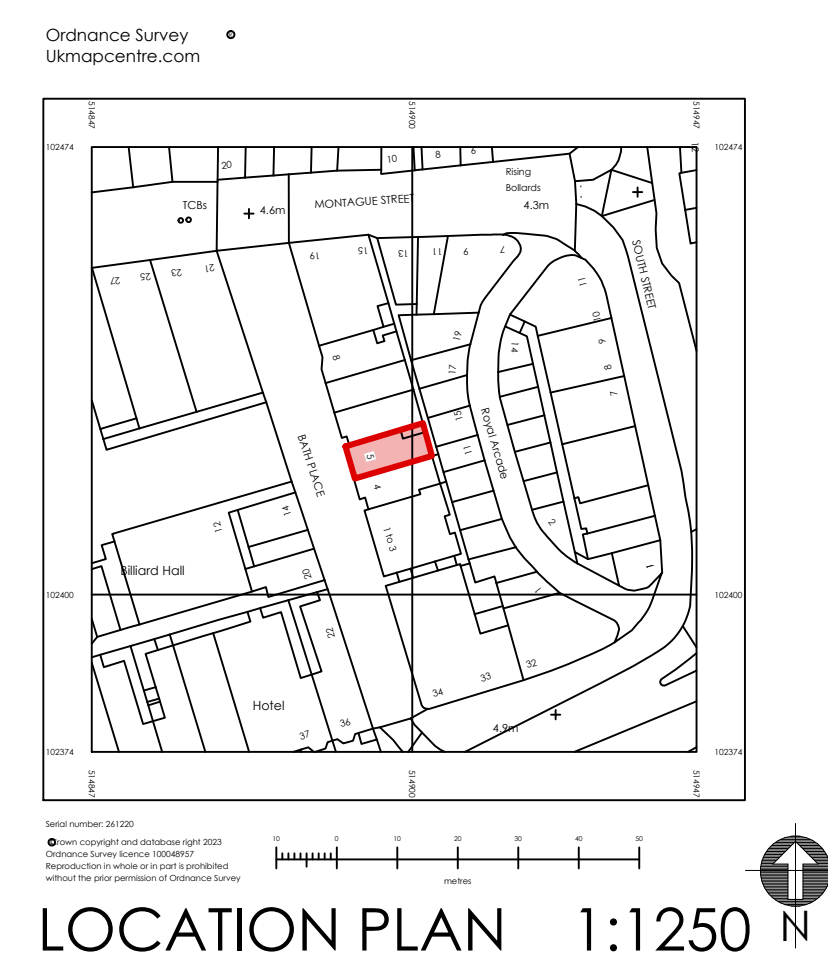 Ordnance Survey
Ukmapcentre.com
514847 514900 514947
102474 102474
20 10 8 6 12
Rising
Bollards
TCBs
4.6m
MONTAGUE STREET
4.3m
27 25 23 21 19 15 13 11 9 7
SOUTH STREET
11
10
9
8
7
8
19
17
14
15
11
Royal Arcade
BATH PLACE
5
4
1 to 3
14
12
2
Billiard Hall
20
1
1
102400 102400
22
32
33
34
Hotel
36
37
4.9m
102374 102374
514847 514900 514947
Serial number: 261220
Crown copyright and database right 2023
Ordnance Survey licence 100048957
Reproduction in whole or in part is prohibited
without the prior permission of Ordnance Survey
10 0 10 20 30 40 50
metres
LOCATION PLAN 1:1250
N